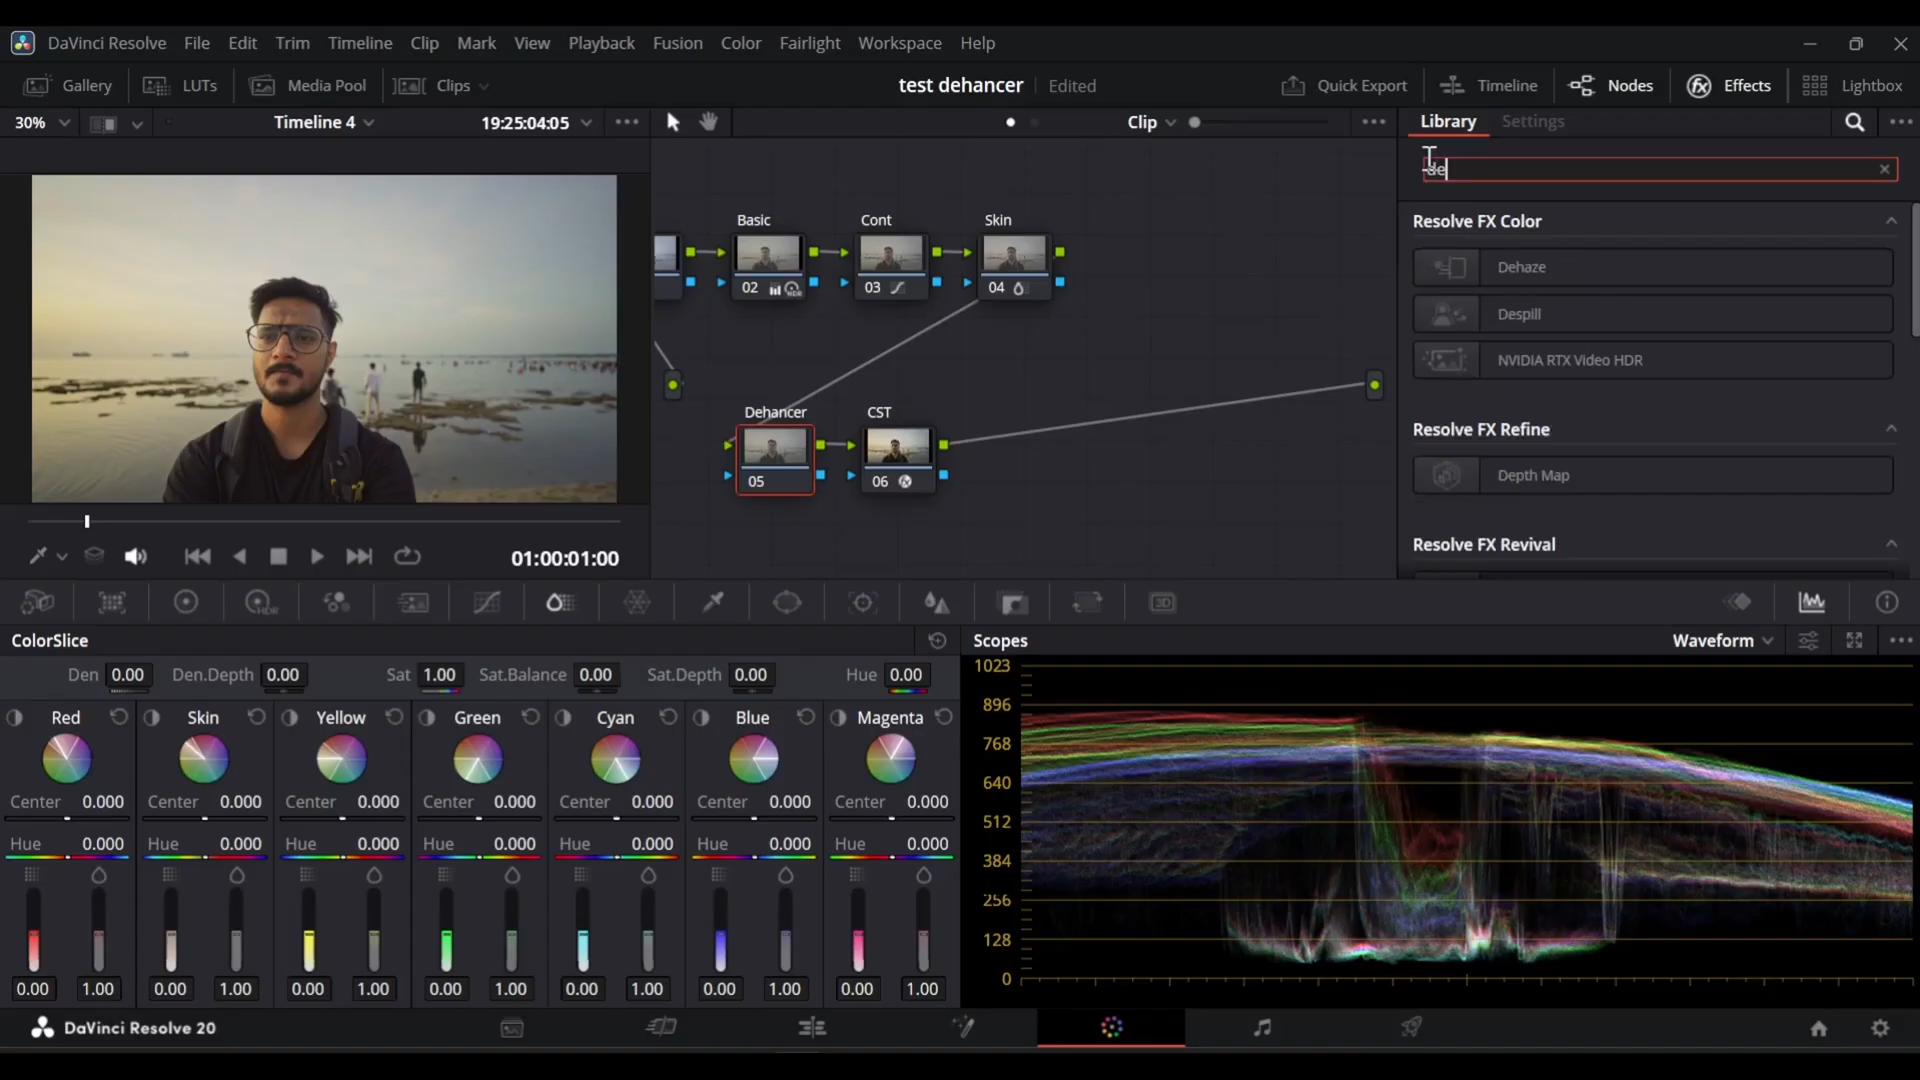 DaVinci Resolve File Edit Trim Timeline Clip Mark View Playback Fusion Color Fairlight Workspace Help
Gallery LUTs Media Pool Clips test dehancer Edited Quick Export Timeline Nodes Effects Lightbox
30% Timeline 4 19:25:04:05 Clip Library Settings
de
Resolve FX Color
Dehaze
Despill
NVIDIA RTX Video HDR
Resolve FX Refine
Depth Map
Resolve FX Revival
Basic Cont Skin
02 HDR 03 04
Dehancer CST
05 06
01:00:01:00
HDR 3D
ColorSlice
Den 0.00 Den.Depth 0.00 Sat 1.00 Sat.Balance 0.00 Sat.Depth 0.00 Hue 0.00
Red Skin Yellow Green Cyan Blue Magenta
Center 0.000 Center 0.000 Center 0.000 Center 0.000 Center 0.000 Center 0.000 Center 0.000
Hue 0.000 Hue 0.000 Hue 0.000 Hue 0.000 Hue 0.000 Hue 0.000 Hue 0.000
0.00 1.00 0.00 1.00 0.00 1.00 0.00 1.00 0.00 1.00 0.00 1.00 0.00 1.00
Scopes Waveform
1023
896
768
640
512
384
256
128
0
DaVinci Resolve 20